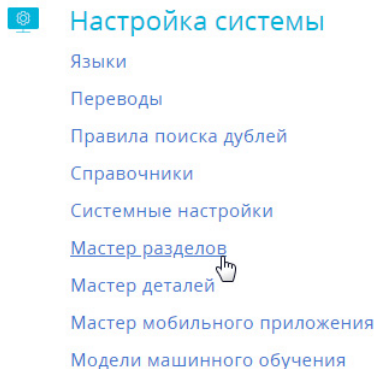 Настройка системы
Языки
Переводы
Правила поиска дублей
Справочники
Системные настройки
Мастер разделов
Мастер деталей
Мастер мобильного приложения
Модели машинного обучения